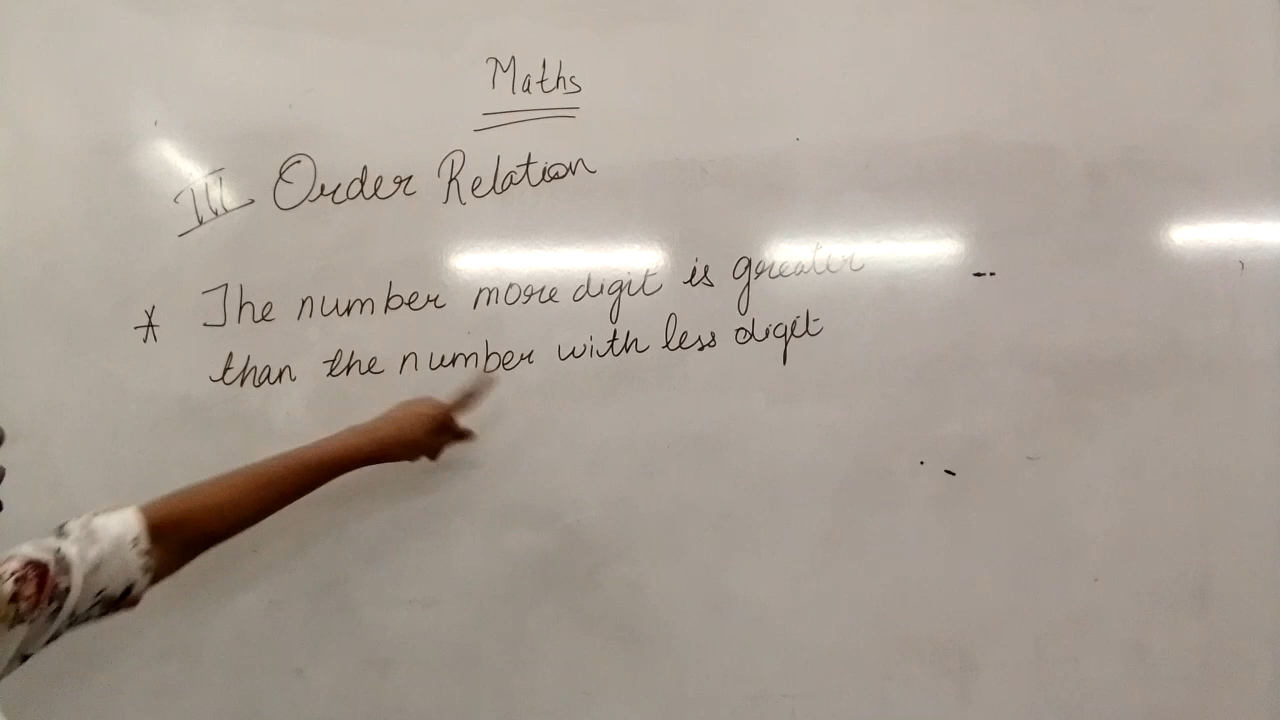 Maths
III Order Relation
* The number more digit is greater
than the number with less digit